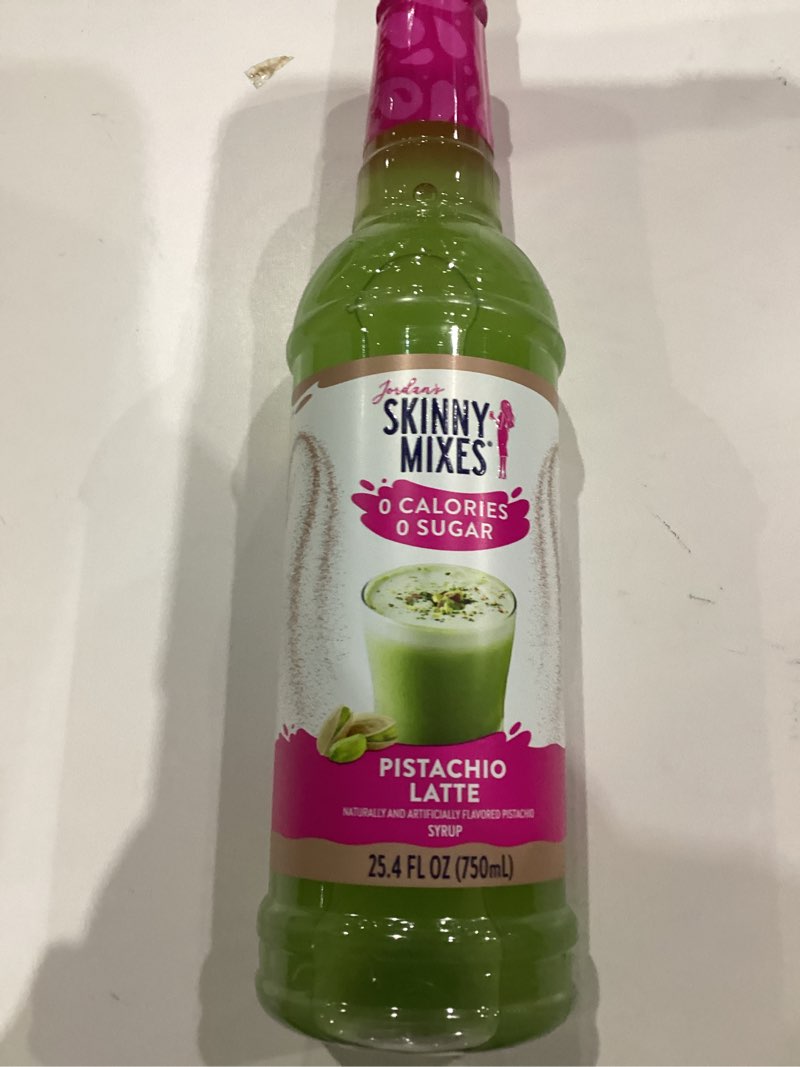 Jordan's
SKINNY
MIXES®
0 CALORIES
0 SUGAR
PISTACHIO
LATTE
NATURALLY AND ARTIFICIALLY FLAVORED PISTACHIO
SYRUP
25.4 FL OZ (750mL)